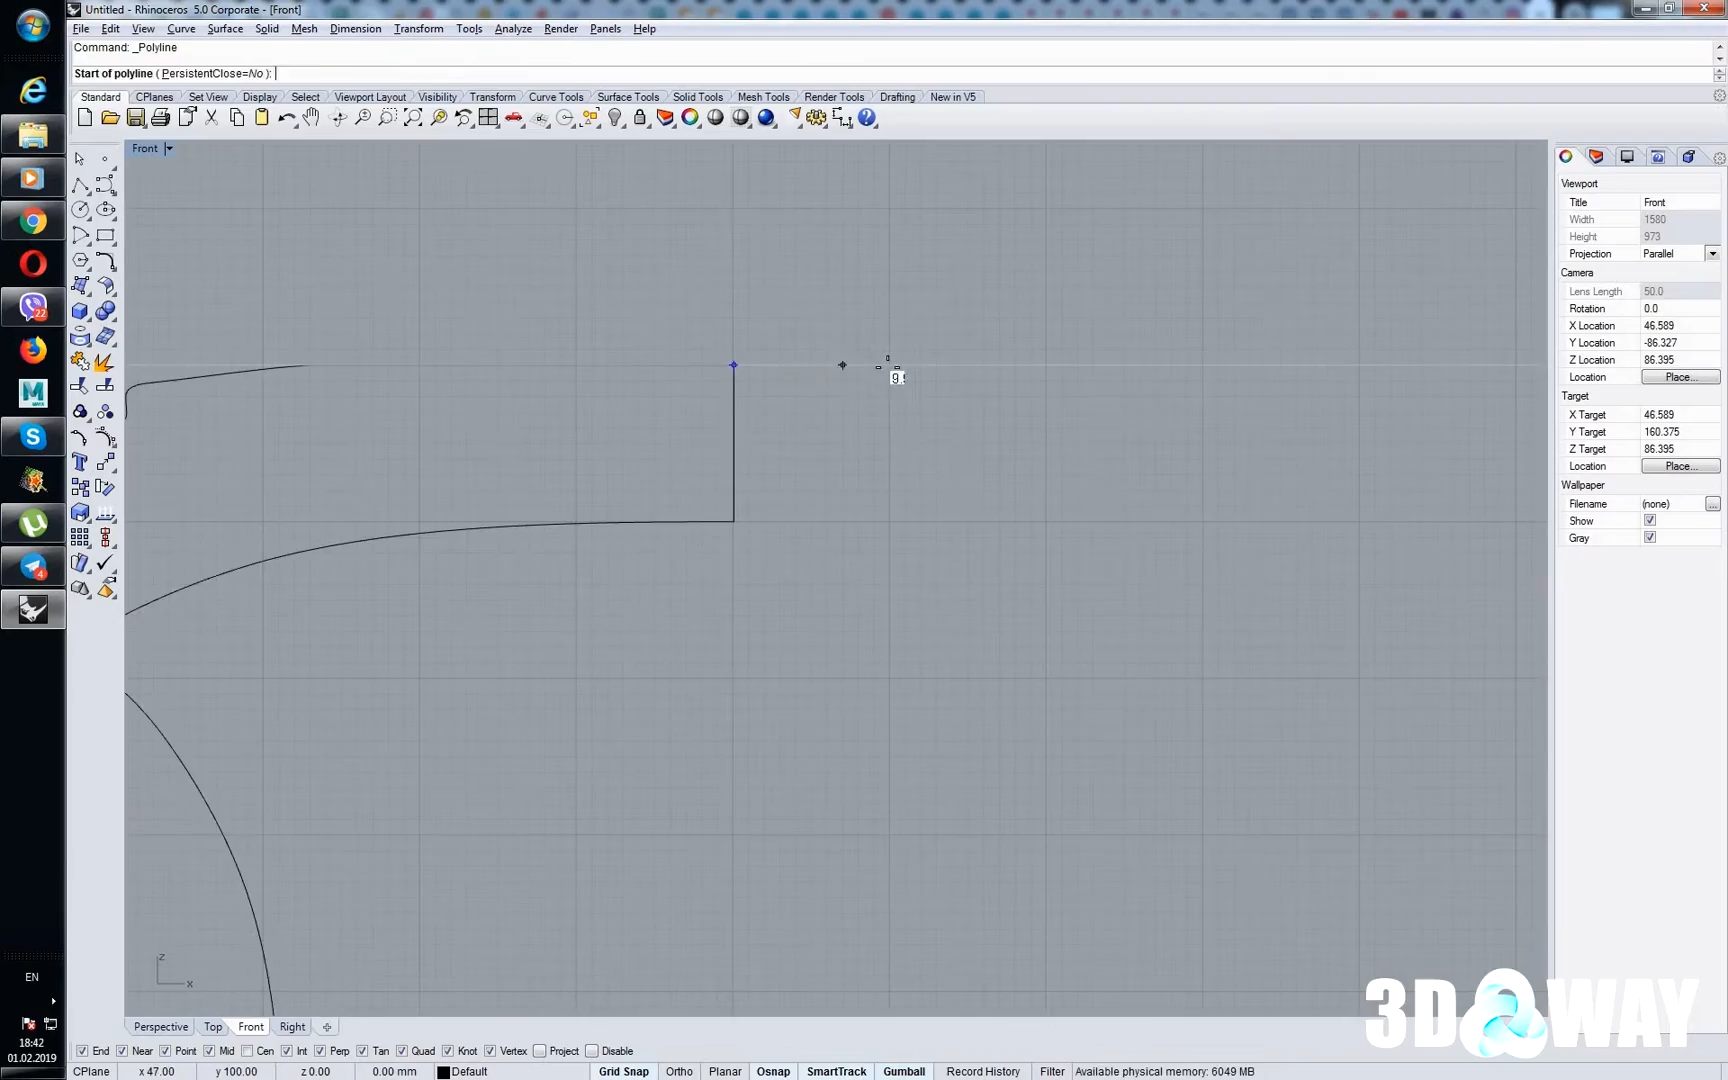 Untitled - Rhinoceros 5.0 Corporate - [Front]
File Edit View Curve Surface Solid Mesh Dimension Transform Tools Analyze Render Panels Help
Command: _Polyline
Start of polyline ( PersistentClose=No ):
Standard CPlanes Set View Display Select Viewport Layout Visibility Transform Curve Tools Surface Tools Solid Tools Mesh Tools Render Tools Drafting New in V5
Front
Viewport
Title Front
Width 1580
Height 973
Projection Parallel
Camera
Lens Length 50.0
Rotation 0.0
X Location 46.589
Y Location -86.327
Z Location 86.395
Location Place...
Target
X Target 46.589
Y Target 160.375
Z Target 86.395
Location Place...
Wallpaper
Filename (none) ...
Show
Gray
22
4
EN
18:42
01.02.2019
z
x
3D WAY
Perspective Top Front Right
End Near Point Mid Cen Int Perp Tan Quad Knot Vertex Project Disable
CPlane x 47.00 y 100.00 z 0.00 0.00 mm Default Grid Snap Ortho Planar Osnap SmartTrack Gumball Record History Filter Available physical memory: 6049 MB